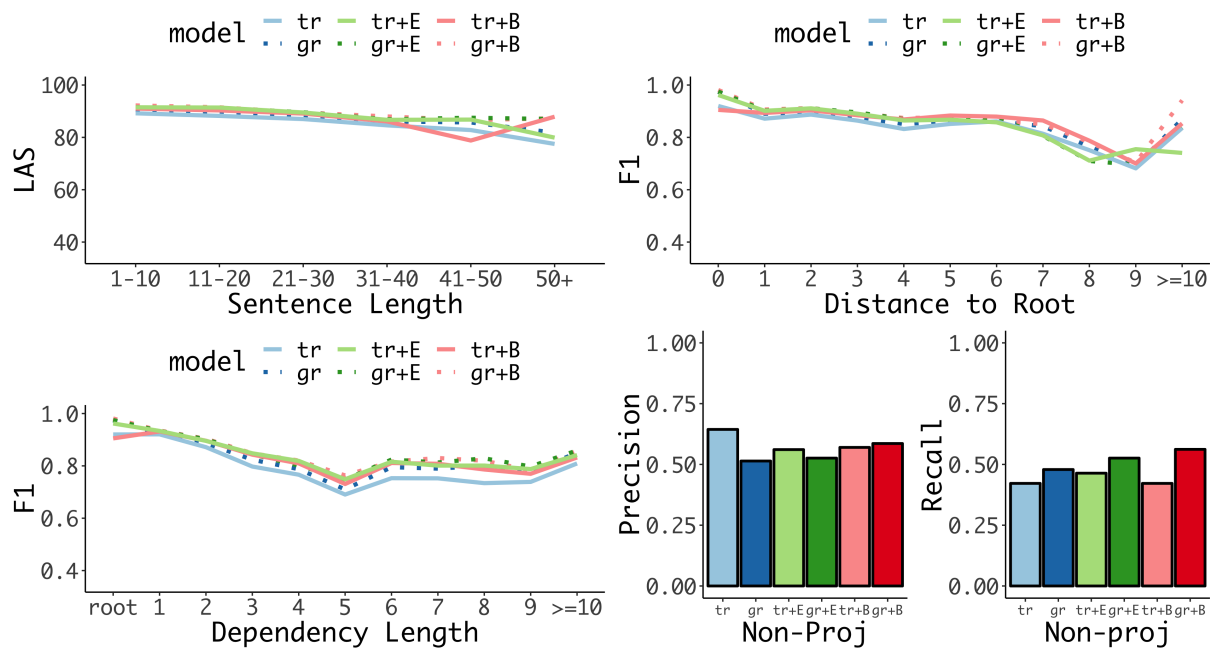 model tr tr+E tr+B
gr gr+E gr+B
LAS
100
80
60
40
1-10 11-20 21-30 31-40 41-50 50+
Sentence Length
model tr tr+E tr+B
gr gr+E gr+B
F1
1.0
0.8
0.6
0.4
0 1 2 3 4 5 6 7 8 9 >=10
Distance to Root
model tr tr+E tr+B
gr gr+E gr+B
F1
1.0
0.8
0.6
0.4
root 1 2 3 4 5 6 7 8 9 >=10
Dependency Length
Precision
1.00
0.75
0.50
0.25
0.00
tr gr tr+E gr+E tr+B gr+B
Non-Proj
Recall
1.00
0.75
0.50
0.25
0.00
tr gr tr+E gr+E tr+B gr+B
Non-proj